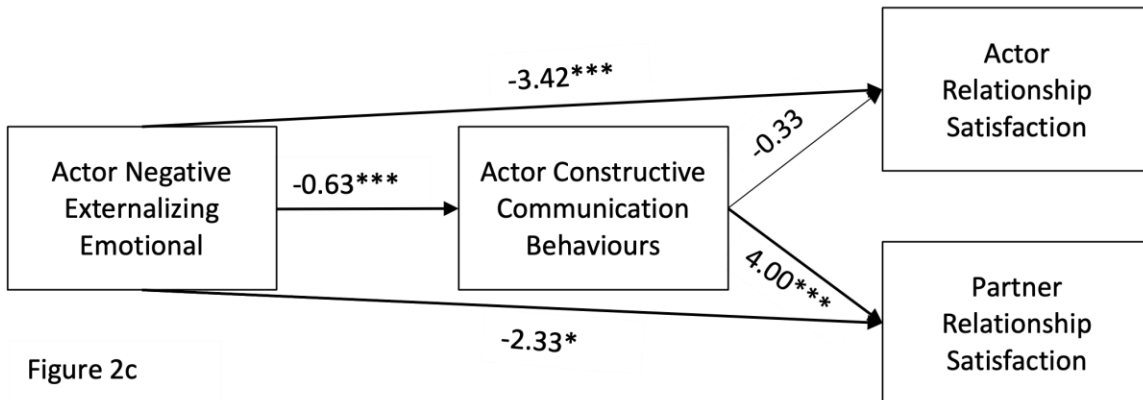 Actor
Relationship
Satisfaction
-3.42***
-0.33
Actor Negative
Externalizing
Emotional
-0.63***
Actor Constructive
Communication
Behaviours
4.00***
Partner
Relationship
Satisfaction
-2.33*
Figure 2c